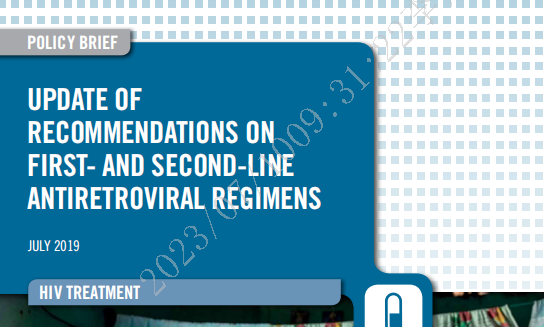 POLICY BRIEF
UPDATE OF
RECOMMENDATIONS ON
FIRST- AND SECOND-LINE
ANTIRETROVIRAL REGIMENS
JULY 2019
HIV TREATMENT